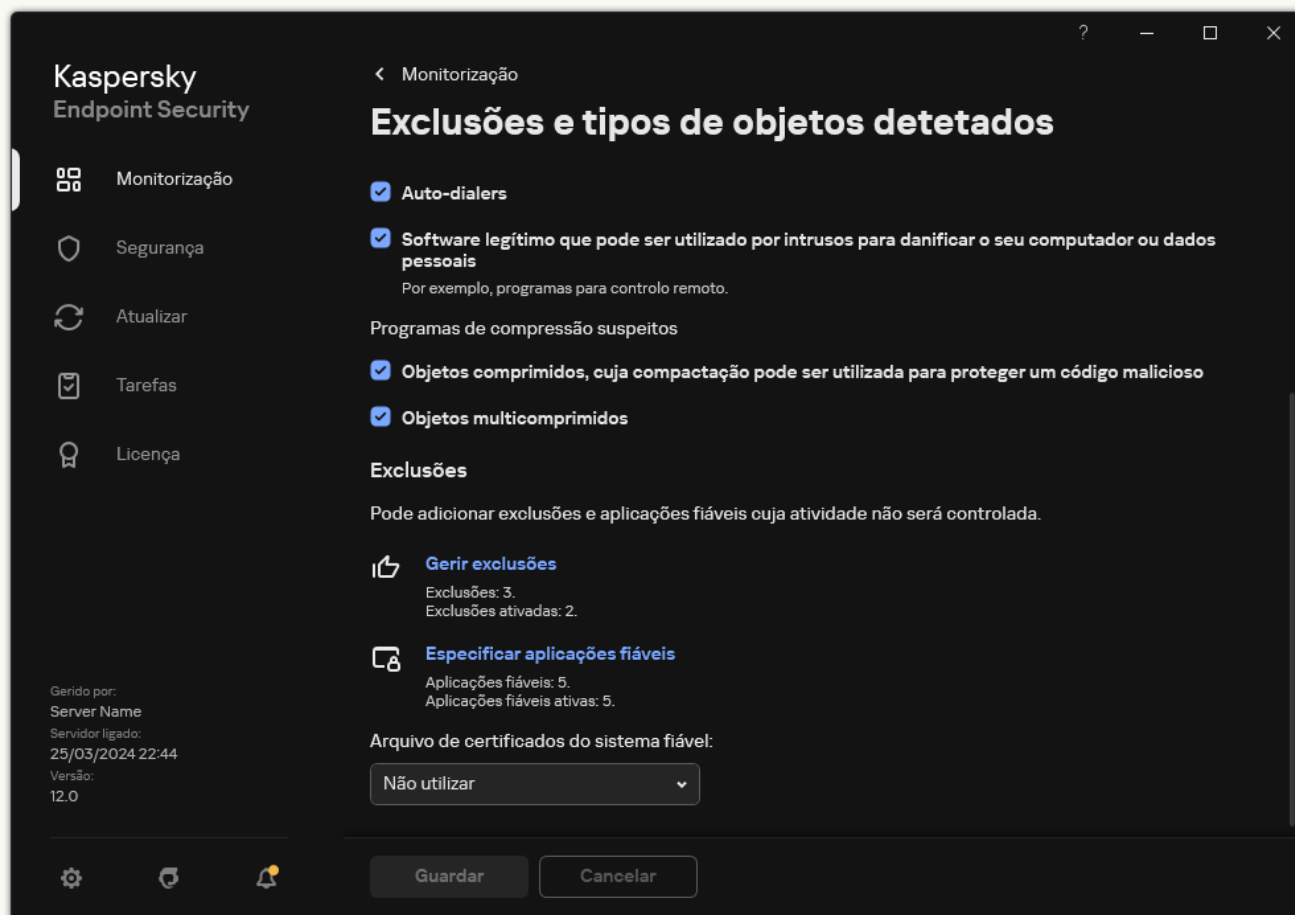 ?
Kaspersky
Endpoint Security
Monitorização
Segurança
Atualizar
Tarefas
Licença
Gerido por:
Server Name
Servidor ligado:
25/03/2024 22:44
Versão:
12.0
Monitorização
Exclusões e tipos de objetos detetados
Auto-dialers
Software legítimo que pode ser utilizado por intrusos para danificar o seu computador ou dados
pessoais
Por exemplo, programas para controlo remoto.
Programas de compressão suspeitos
Objetos comprimidos, cuja compactação pode ser utilizada para proteger um código malicioso
Objetos multicomprimidos
Exclusões
Pode adicionar exclusões e aplicações fiáveis cuja atividade não será controlada.
Gerir exclusões
Exclusões: 3.
Exclusões ativadas: 2.
Especificar aplicações fiáveis
Aplicações fiáveis: 5.
Aplicações fiáveis ativas: 5.
Arquivo de certificados do sistema fiável:
Não utilizar
Guardar
Cancelar